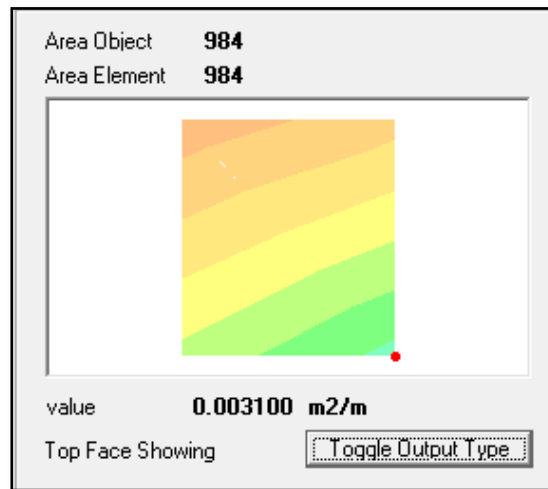 Area Object 984
Area Element 984
value 0.003100 m2/m
Top Face Showing Toggle Output Type